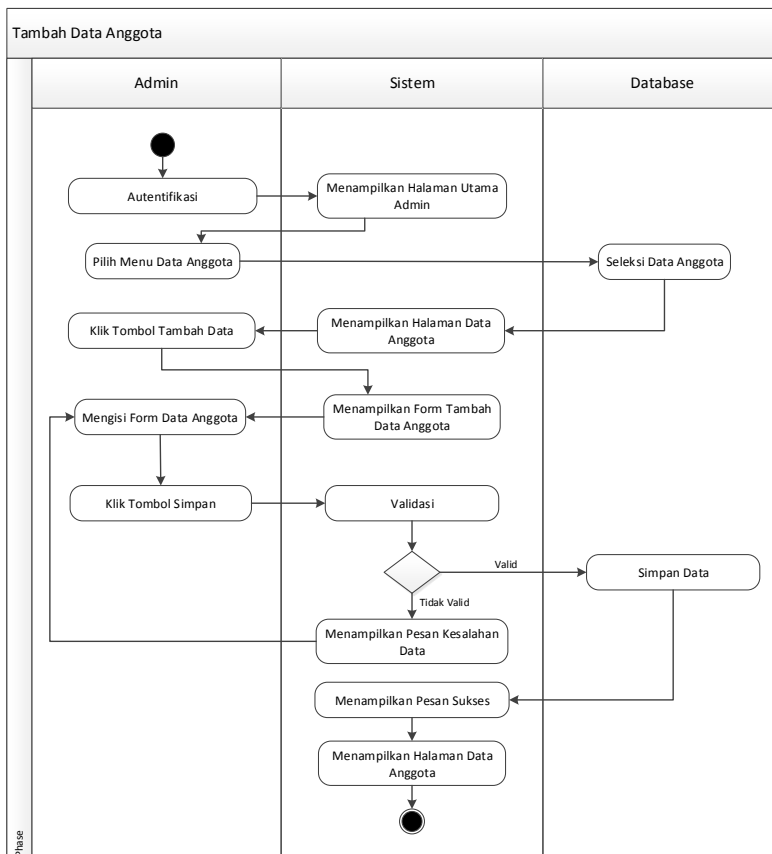 Tambah Data Anggota
Admin
Sistem
Database
Autentifikasi
Menampilkan Halaman Utama
Admin
Pilih Menu Data Anggota
Seleksi Data Anggota
Klik Tombol Tambah Data
Menampilkan Halaman Data
Anggota
Mengisi Form Data Anggota
Menampilkan Form Tambah
Data Anggota
Klik Tombol Simpan
Validasi
Valid
Simpan Data
Tidak Valid
Menampilkan Pesan Kesalahan
Data
Menampilkan Pesan Sukses
Menampilkan Halaman Data
Anggota
Phase